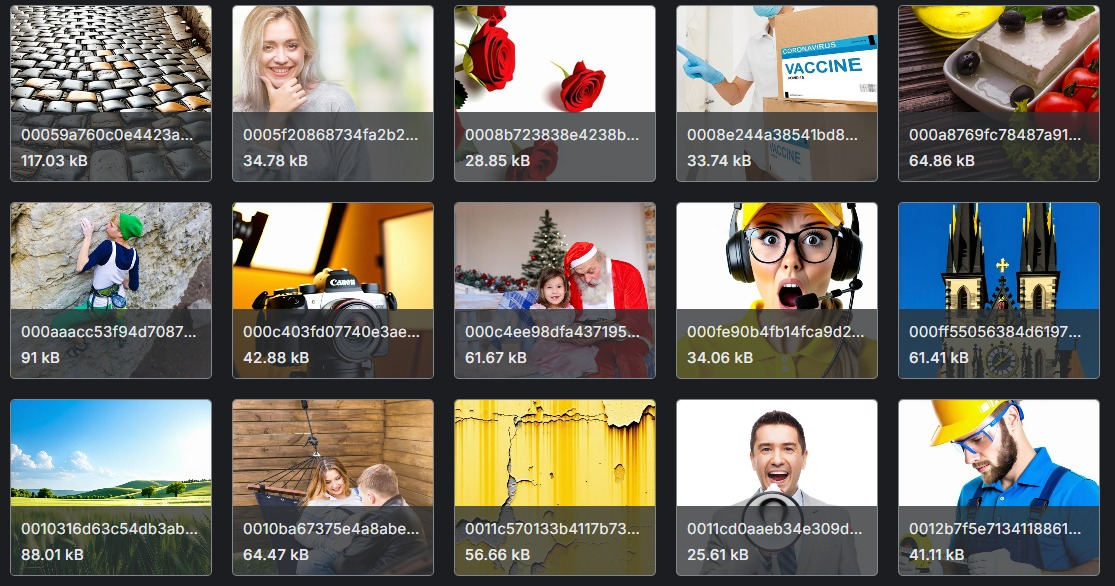 CORONAVIRUS
VACCINE
COVID-19
VACCINE
00059a760c0e4423a...
117.03 kB
0005f20868734fa2b2...
34.78 kB
0008b723838e4238b...
28.85 kB
0008e244a38541bd8...
33.74 kB
000a8769fc78487a91...
64.86 kB
Canon
000aaacc53f94d7087...
91 kB
000c403fd07740e3ae...
42.88 kB
000c4ee98dfa437195...
61.67 kB
000fe90b4fb14fca9d2...
34.06 kB
000ff55056384d6197...
61.41 kB
0010316d63c54db3ab...
88.01 kB
0010ba67375e4a8abe...
64.47 kB
0011c570133b4117b73...
56.66 kB
0011cd0aaeb34e309d...
25.61 kB
0012b7f5e7134118861...
41.11 kB